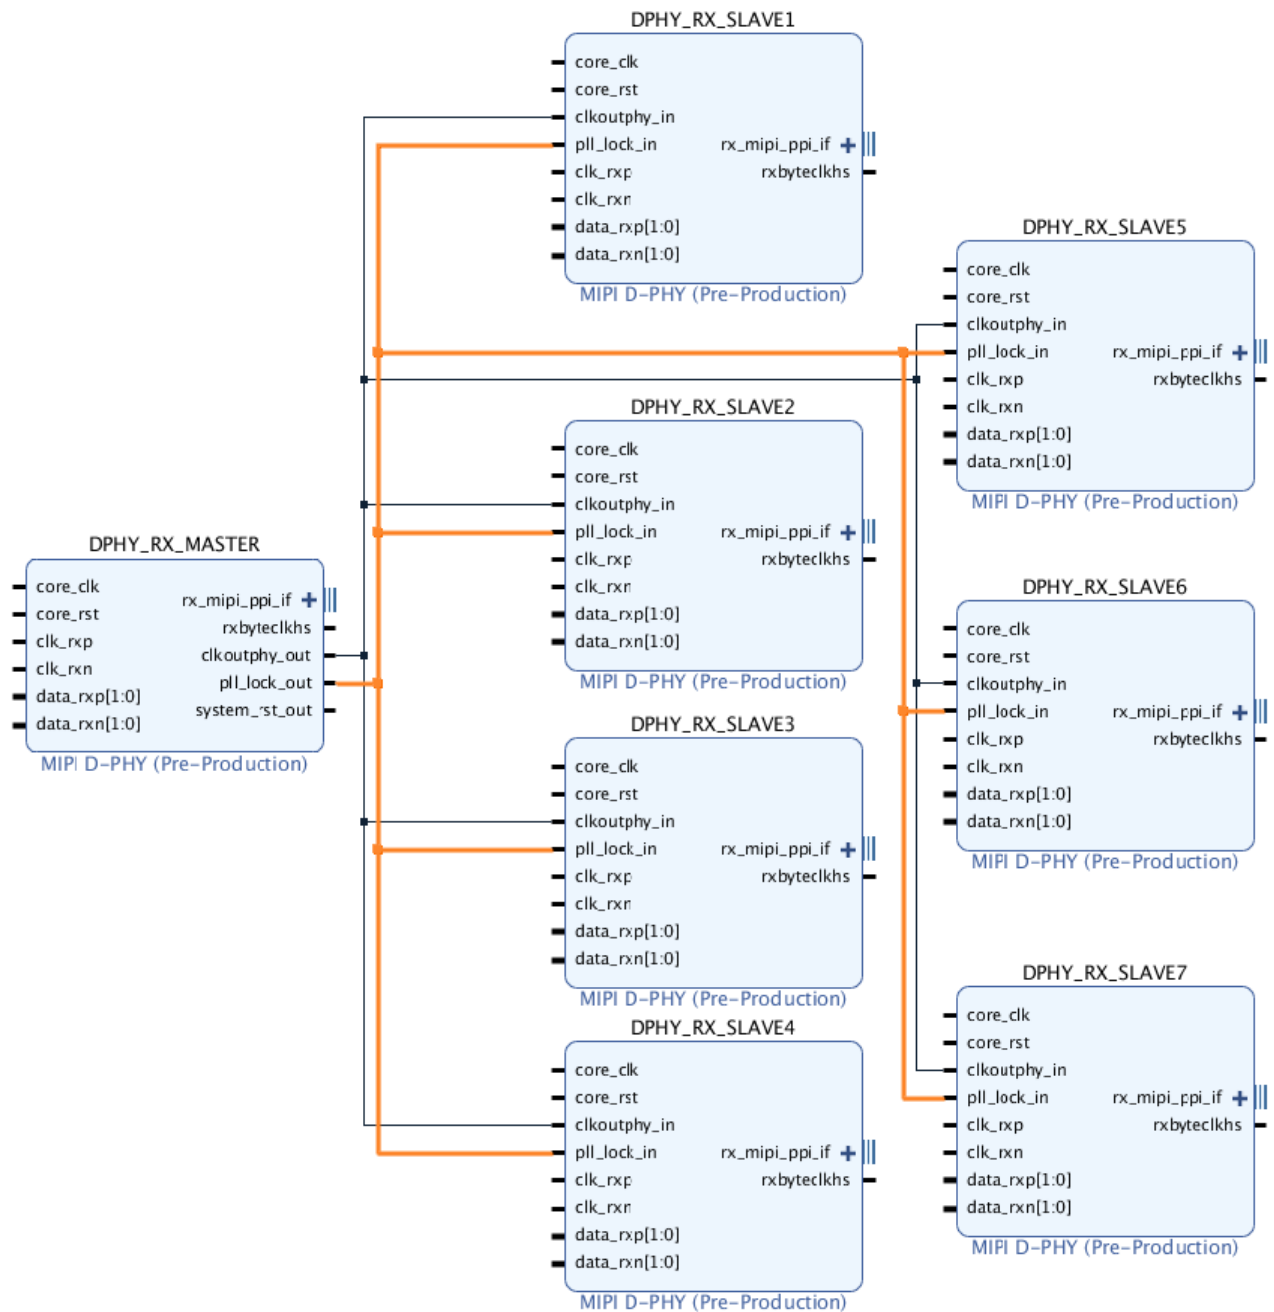 DPHY_RX_SLAVE1
core_clk
core_rst
clkoutphy_in
pll_lock_in rx_mipi_ppi_if
clk_rxp rxbyteclkhs
clk_rxn
data_rxp[1:0]
data_rxn[1:0]
MIPI D-PHY (Pre-Production)
DPHY_RX_SLAVE5
core_clk
core_rst
clkoutphy_in
pll_lock_in rx_mipi_ppi_if
clk_rxp rxbyteclkhs
clk_rxn
data_rxp[1:0]
data_rxn[1:0]
MIPI D-PHY (Pre-Production)
DPHY_RX_SLAVE2
core_clk
core_rst
clkoutphy_in
pll_lock_in rx_mipi_ppi_if
clk_rxp rxbyteclkhs
clk_rxn
data_rxp[1:0]
data_rxn[1:0]
MIPI D-PHY (Pre-Production)
DPHY_RX_MASTER
core_clk
rx_mipi_ppi_if
core_rst
rxbyteclkhs
clk_rxp
clkoutphy_out
clk_rxn
pll_lock_out
data_rxp[1:0]
system_rst_out
data_rxn[1:0]
MIPI D-PHY (Pre-Production)
DPHY_RX_SLAVE6
core_clk
core_rst
clkoutphy_in
pll_lock_in rx_mipi_ppi_if
clk_rxp rxbyteclkhs
clk_rxn
data_rxp[1:0]
data_rxn[1:0]
MIPI D-PHY (Pre-Production)
DPHY_RX_SLAVE3
core_clk
core_rst
clkoutphy_in
pll_lock_in rx_mipi_ppi_if
clk_rxp rxbyteclkhs
clk_rxn
data_rxp[1:0]
data_rxn[1:0]
MIPI D-PHY (Pre-Production)
DPHY_RX_SLAVE7
core_clk
core_rst
clkoutphy_in
pll_lock_in rx_mipi_ppi_if
clk_rxp rxbyteclkhs
clk_rxn
data_rxp[1:0]
data_rxn[1:0]
MIPI D-PHY (Pre-Production)
DPHY_RX_SLAVE4
core_clk
core_rst
clkoutphy_in
pll_lock_in rx_mipi_ppi_if
clk_rxp rxbyteclkhs
clk_rxn
data_rxp[1:0]
data_rxn[1:0]
MIPI D-PHY (Pre-Production)